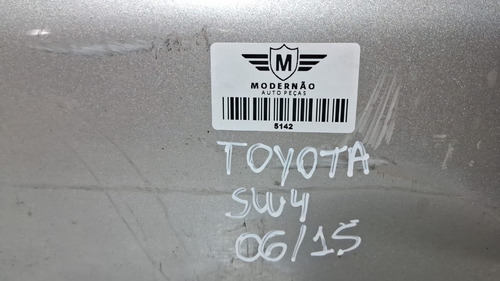 M
MODERNÃO
AUTO PEÇAS
5142
TOYOTA
SW4
06/15